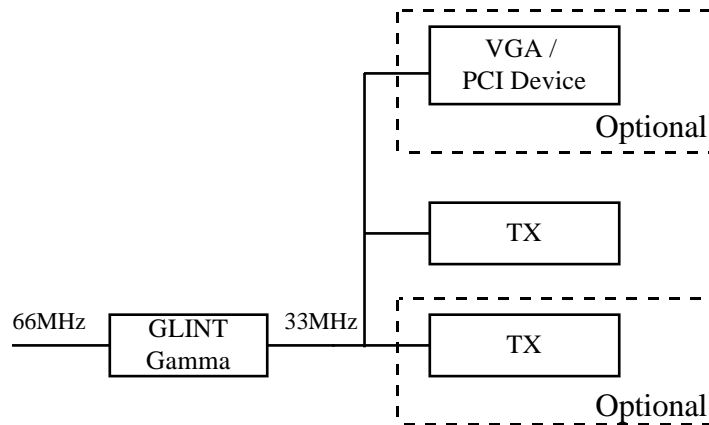 VGA /
PCI Device
Optional
TX
66MHz
GLINT
Gamma
33MHz
TX
Optional